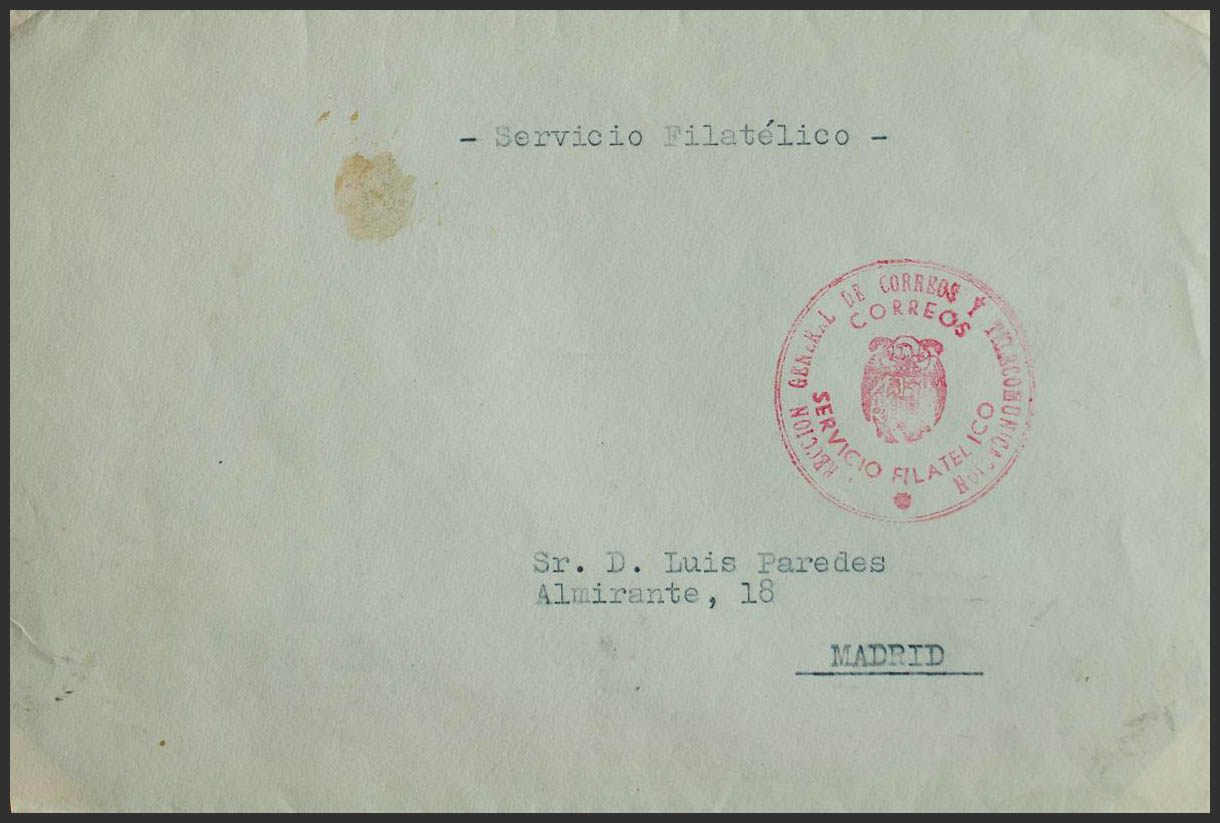 - Servicio Filatélico -
DIRECCION GENERAL DE CORREOS Y TELECOMUNICACION
CORREOS
SERVICIO FILATELICO
Sr. D. Luis Paredes
Almirante, 18
MADRID